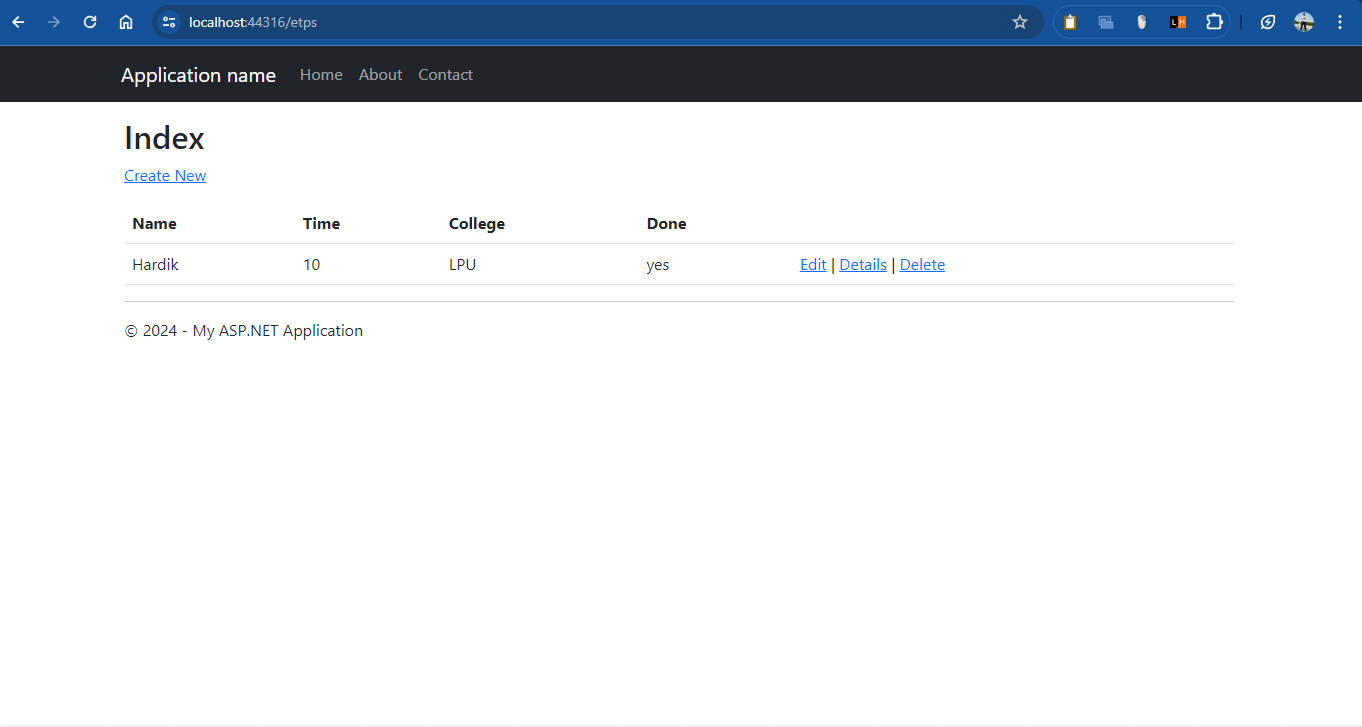 localhost:44316/etps
Application name Home About Contact
Index
Create New
Name Time College Done
Hardik 10 LPU yes Edit | Details | Delete
© 2024 - My ASP.NET Application